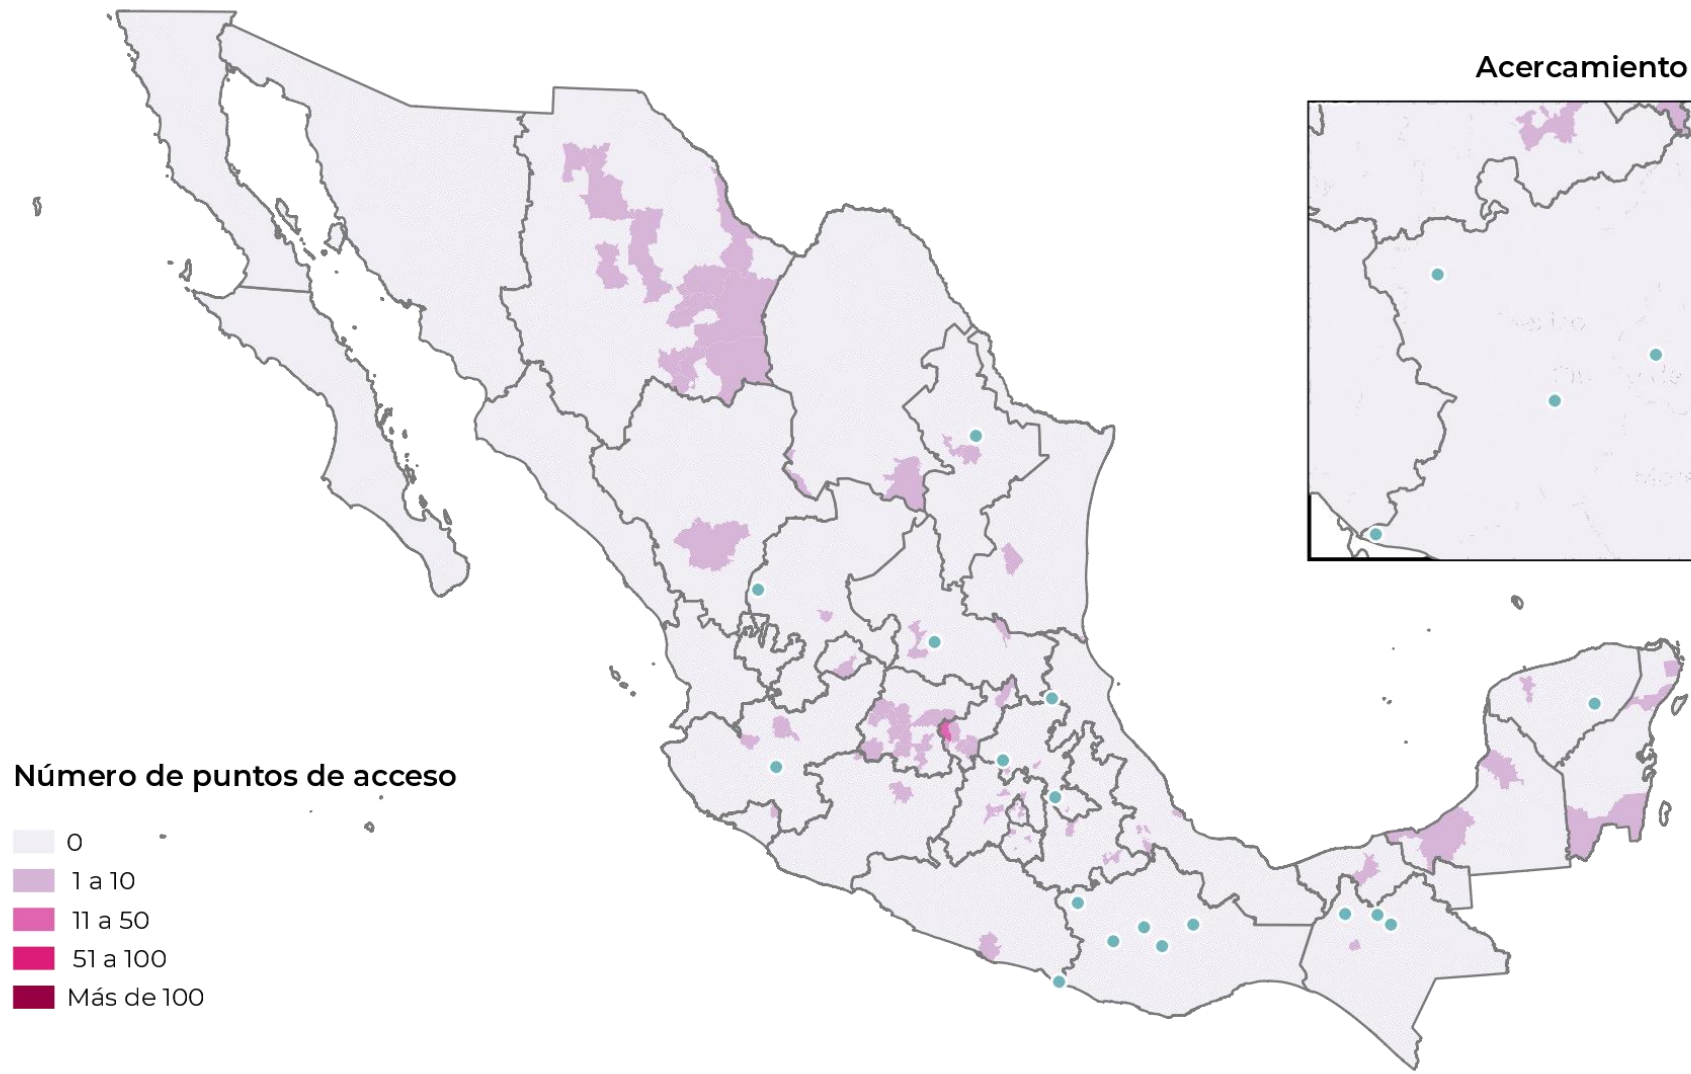 Acercamiento
Número de puntos de acceso
0
1 a 10
11 a 50
51 a 100
Más de 100